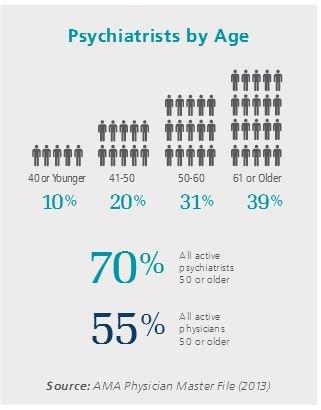 Psychiatrists by Age
40 or Younger 41-50 50-60 61 or Older
10% 20% 31% 39%
70% All active
psychiatrists
50 or older
55% All active
physicians
50 or older
Source: AMA Physician Master File (2013)